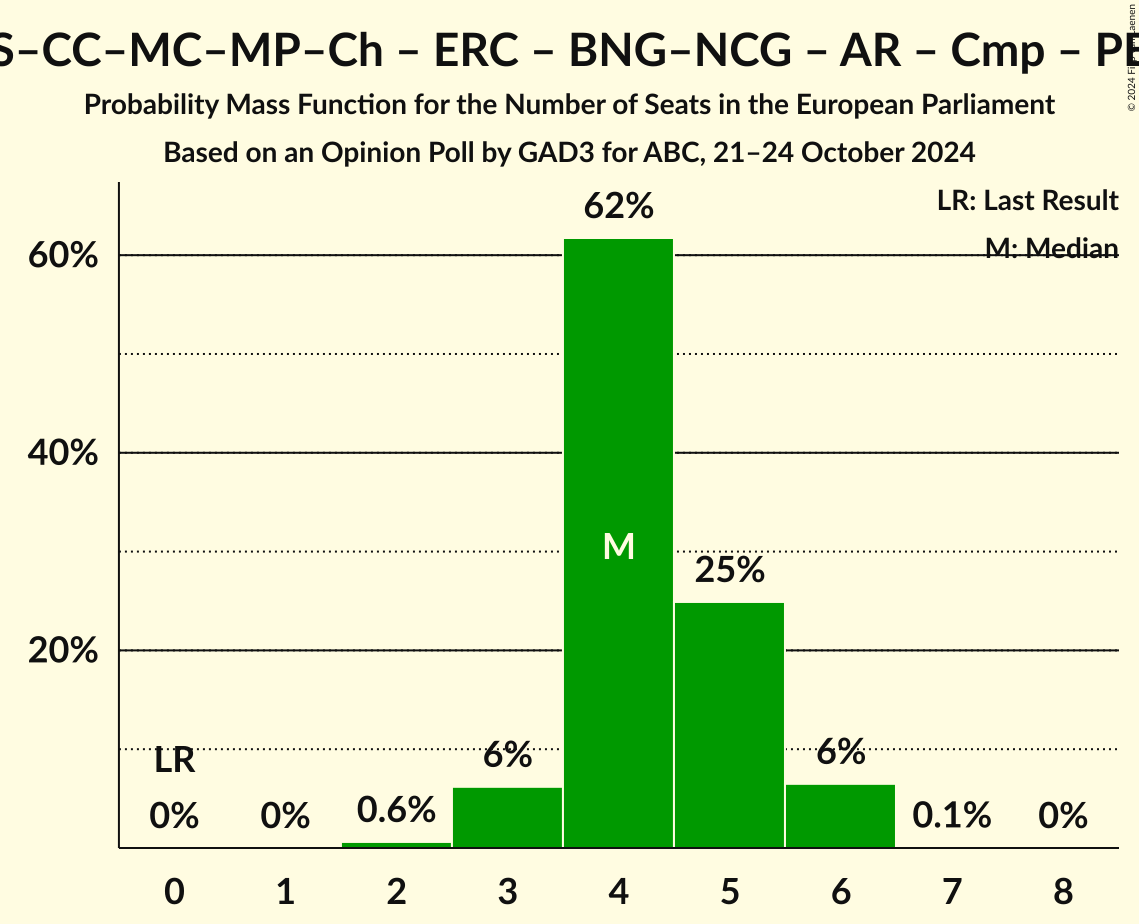 S–CC–MC–MP–Ch – ERC – BNG–NCG – AR – Cmp –
Probability Mass Function for the Number of Seats in the European Parliament
Based on an Opinion Poll by GAD3 for ABC, 21–24 October 2024
© 2024
LR: Last Result
M: Median
62%
60%
40%
M
25%
20%
LR
6%
6%
0%
0%
0.6%
0.1%
0%
0 1 2 3 4 5 6 7 8